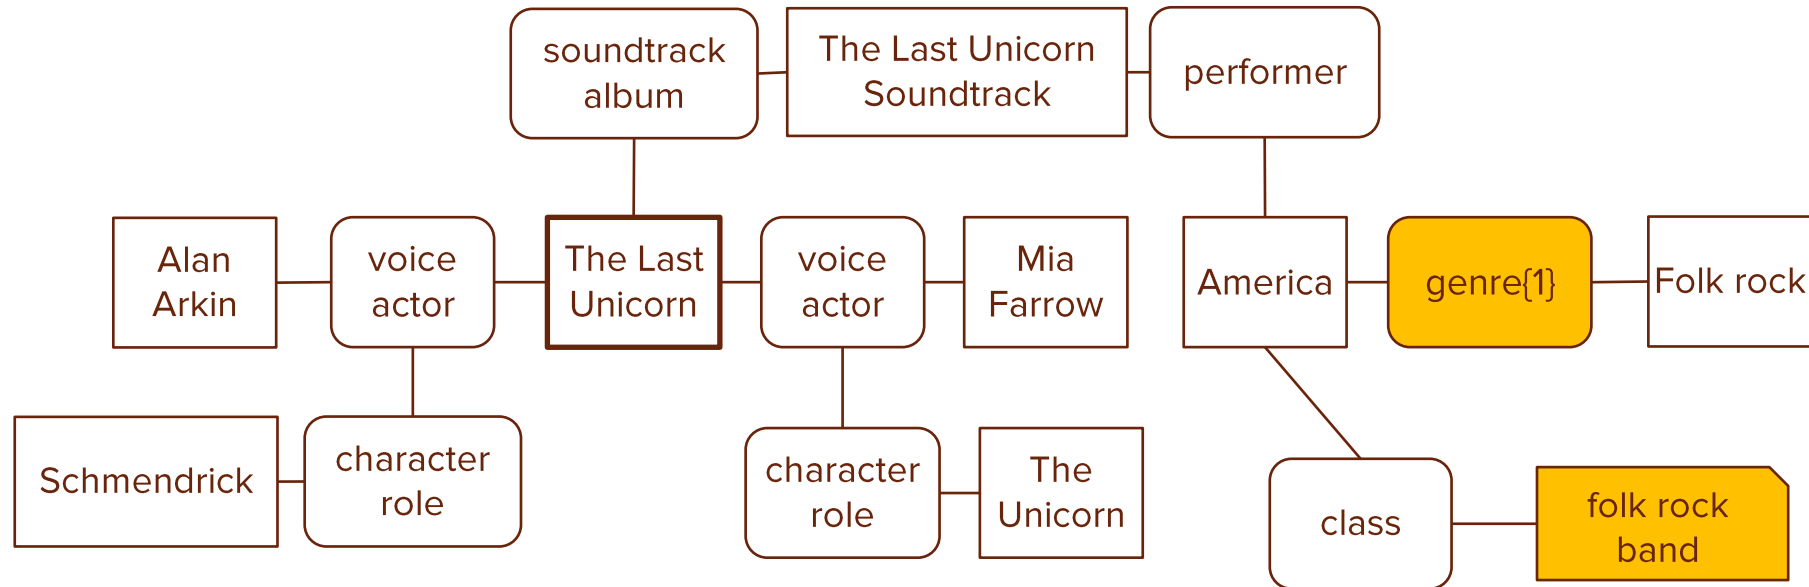 soundtrack
album
The Last Unicorn
Soundtrack
performer
Alan
Arkin
voice
actor
The Last
Unicorn
voice
actor
Mia
Farrow
America
genre{1}
Folk rock
Schmendrick
character
role
character
role
The
Unicorn
class
folk rock
band